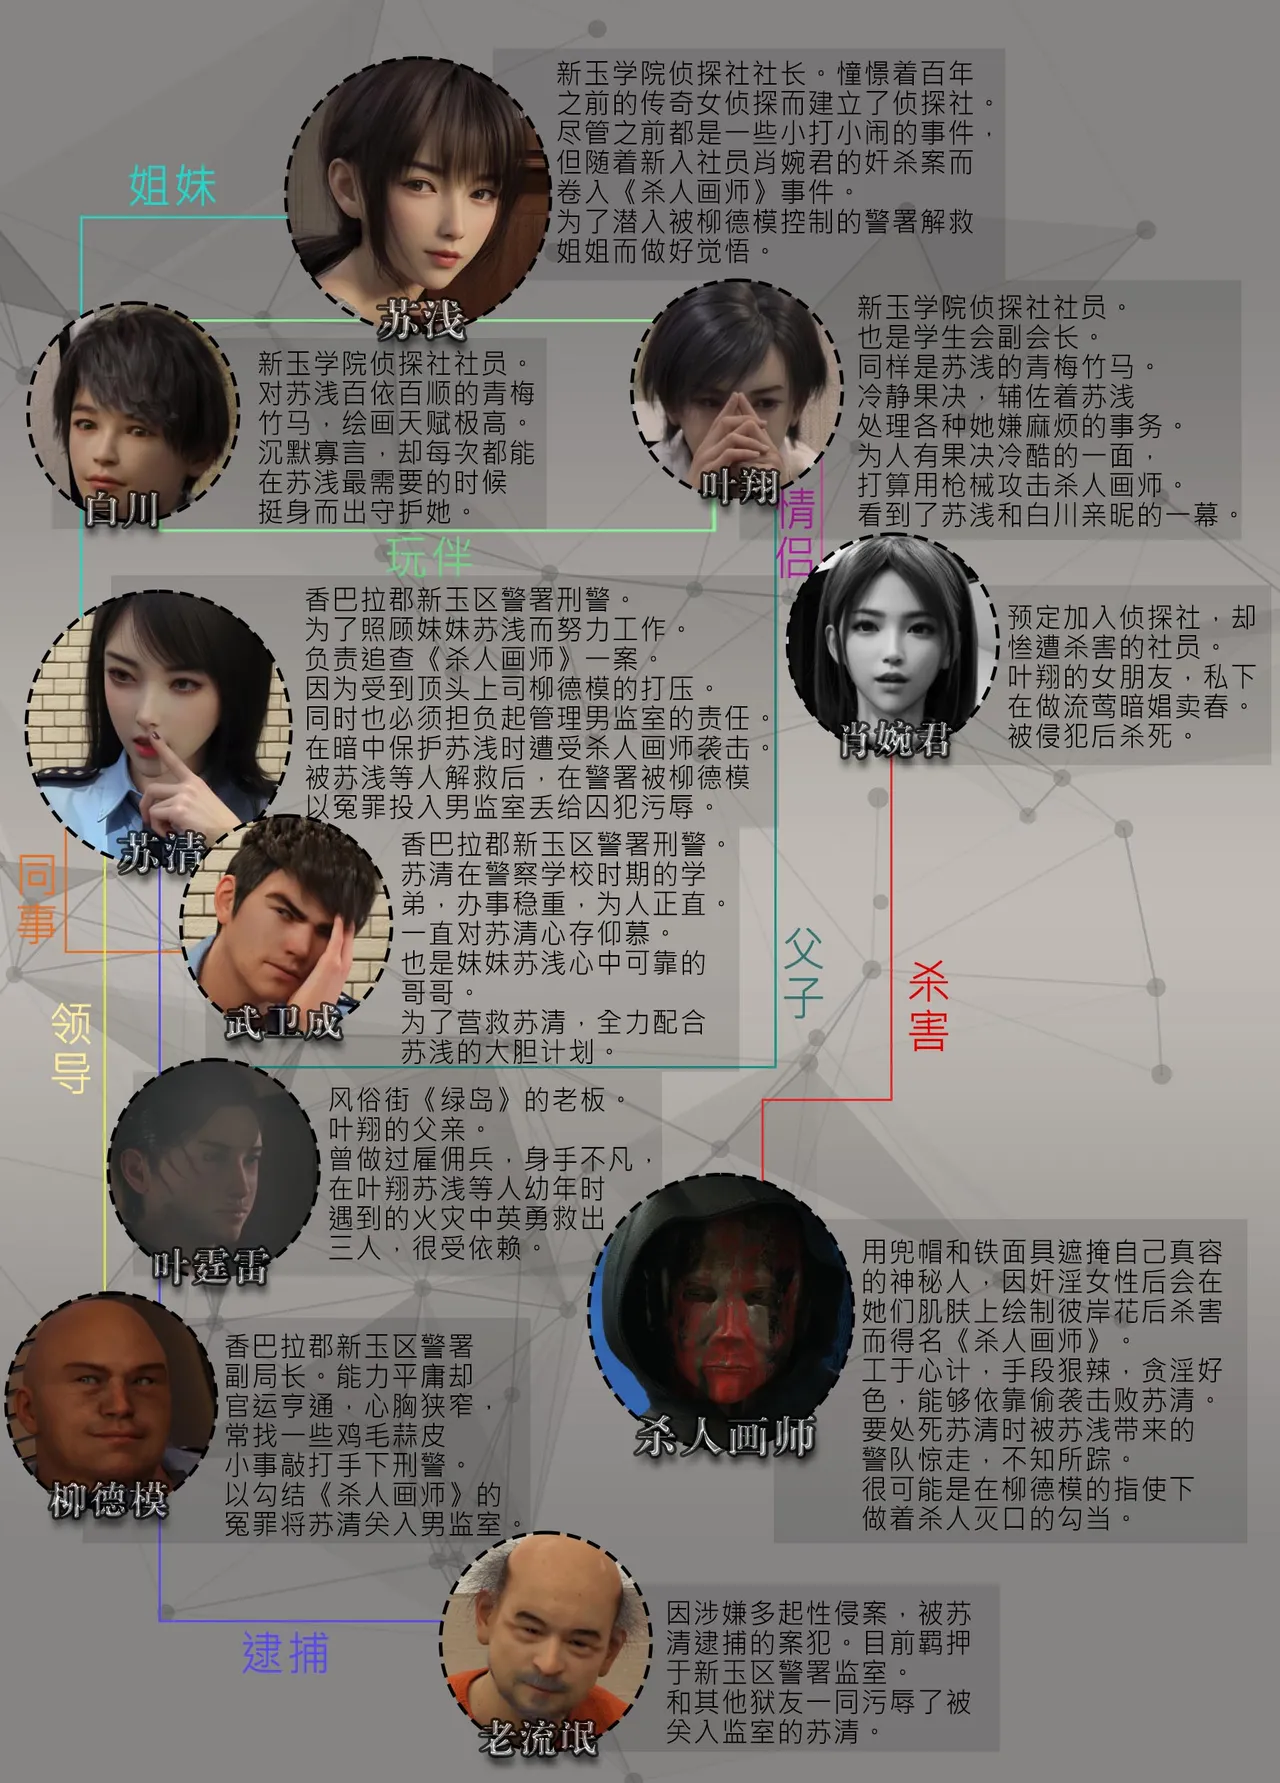 新玉学院侦探社社长。憧憬着百年
之前的传奇女侦探而建立了侦探社。
尽管之前都是一些小打小闹的事件，
但随着新入社员肖婉君的奸杀案而
卷入《杀人画师》事件。
为了潜入被柳德模控制的警署解救
姐姐而做好觉悟。
姐妹
苏浅
新玉学院侦探社社员。
对苏浅百依百顺的青梅
竹马，绘画天赋极高。
沉默寡言，却每次都能
在苏浅最需要的时候
挺身而出守护她。
白川
新玉学院侦探社社员。
也是学生会副会长。
同样是苏浅的青梅竹马。
冷静果决，辅佐着苏浅
处理各种她嫌麻烦的事务。
为人有果决冷酷的一面，
打算用枪械攻击杀人画师。
看到了苏浅和白川亲昵的一幕。
叶翔
情侣
玩伴
香巴拉郡新玉区警署刑警。
为了照顾妹妹苏浅而努力工作。
负责追查《杀人画师》一案。
因为受到顶头上司柳德模的打压。
同时也必须担负起管理男监室的责任。
在暗中保护苏浅时遭受杀人画师袭击。
被苏浅等人解救后，在警署被柳德模
以冤罪投入男监室丢给囚犯污辱。
苏清
预定加入侦探社，却
惨遭杀害的社员。
叶翔的女朋友，私下
在做流莺暗娼卖春。
被侵犯后杀死。
肖婉君
同事
香巴拉郡新玉区警署刑警。
苏清在警察学校时期的学
弟，办事稳重，为人正直。
一直对苏清心存仰慕。
也是妹妹苏浅心中可靠的
哥哥。
为了营救苏清，全力配合
苏浅的大胆计划。
武卫成
父子
杀害
领导
风俗街《绿岛》的老板。
叶翔的父亲。
曾做过雇佣兵，身手不凡，
在叶翔苏浅等人幼年时
遇到的火灾中英勇救出
三人，很受依赖。
叶霆雷
用兜帽和铁面具遮掩自己真容
的神秘人，因奸淫女性后会在
她们肌肤上绘制彼岸花后杀害
而得名《杀人画师》。
工于心计，手段狠辣，贪淫好
色，能够依靠偷袭击败苏清。
要处死苏清时被苏浅带来的
警队惊走，不知所踪。
很可能是在柳德模的指使下
做着杀人灭口的勾当。
杀人画师
香巴拉郡新玉区警署
副局长。能力平庸却
官运亨通，心胸狭窄，
常找一些鸡毛蒜皮
小事敲打手下刑警。
以勾结《杀人画师》的
冤罪将苏清关入男监室。
柳德模
逮捕
因涉嫌多起性侵案，被苏
清逮捕的案犯。目前羁押
于新玉区警署监室。
和其他狱友一同污辱了被
关入监室的苏清。
老流氓